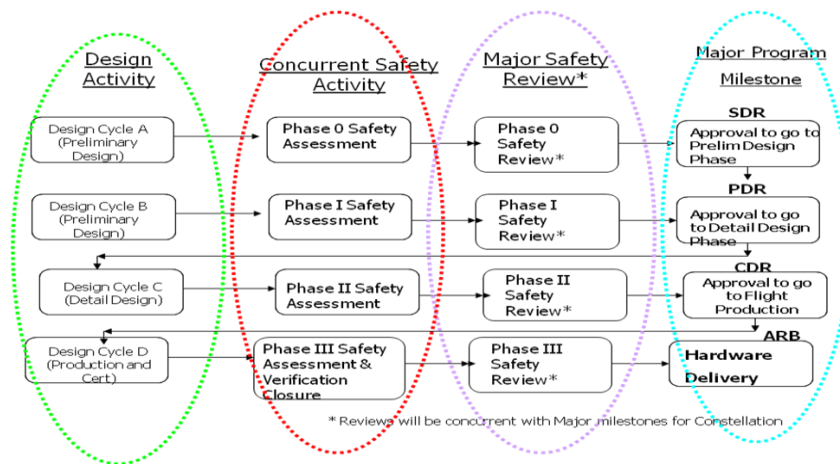 Design
Activity
Concurrent Safety
Activity
Major Safety
Review*
Major Program
Milestone
SDR
Design Cycle A
(Preliminary
Design)
Phase 0 Safety
Assessment
Phase 0
Safety
Review*
Approval to go to
Prelim Design
Phase
PDR
Design Cycle B
(Preliminary
Design)
Phase I Safety
Assessment
Phase I
Safety
Review*
Approval to go
to Detail Design
Phase
CDR
Design Cycle C
(Detail Design)
Phase II Safety
Assessment
Phase II
Safety
Review*
Approval to go
to Flight
Production
ARB
Design Cycle D
(Production and
Cert)
Phase III Safety
Assessment &
Verification
Closure
Phase III
Safety
Review*
Hardware
Delivery
* Reviews will be concurrent with Major milestones for Constellation